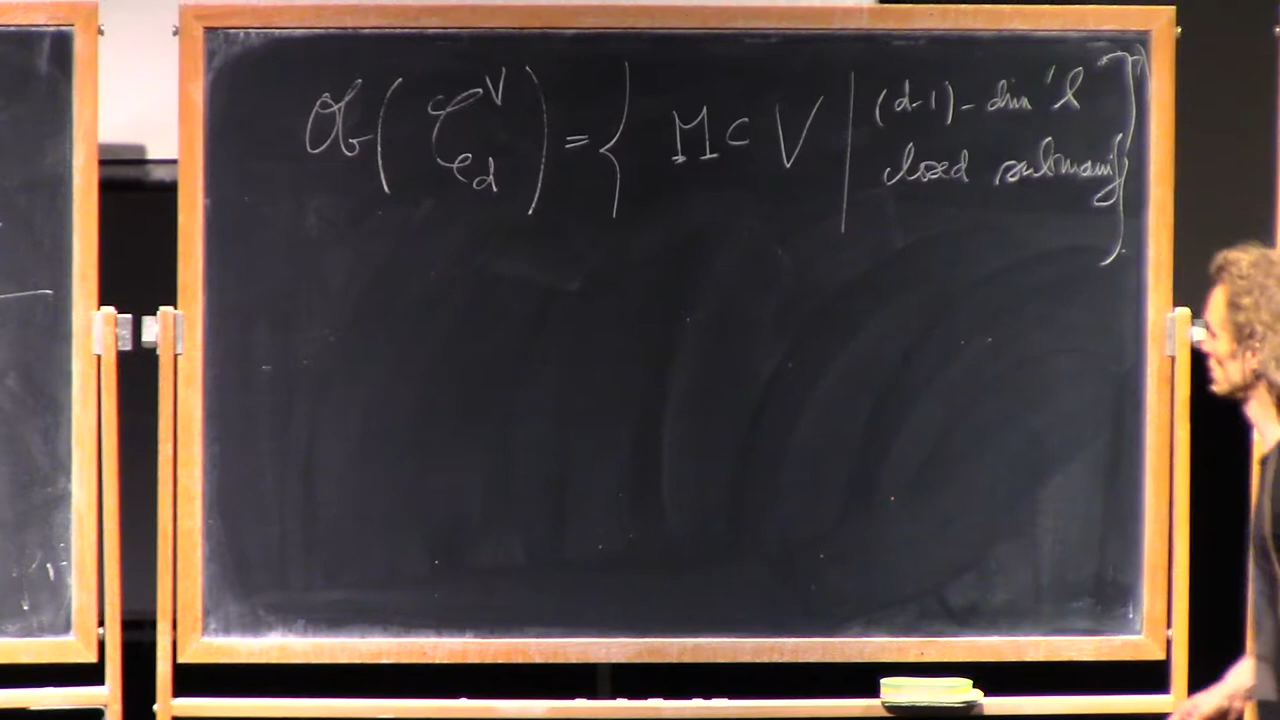 Ob(𝒞_d^V) = { M ⊂ V | (d-1)-dim'l closed submanif }